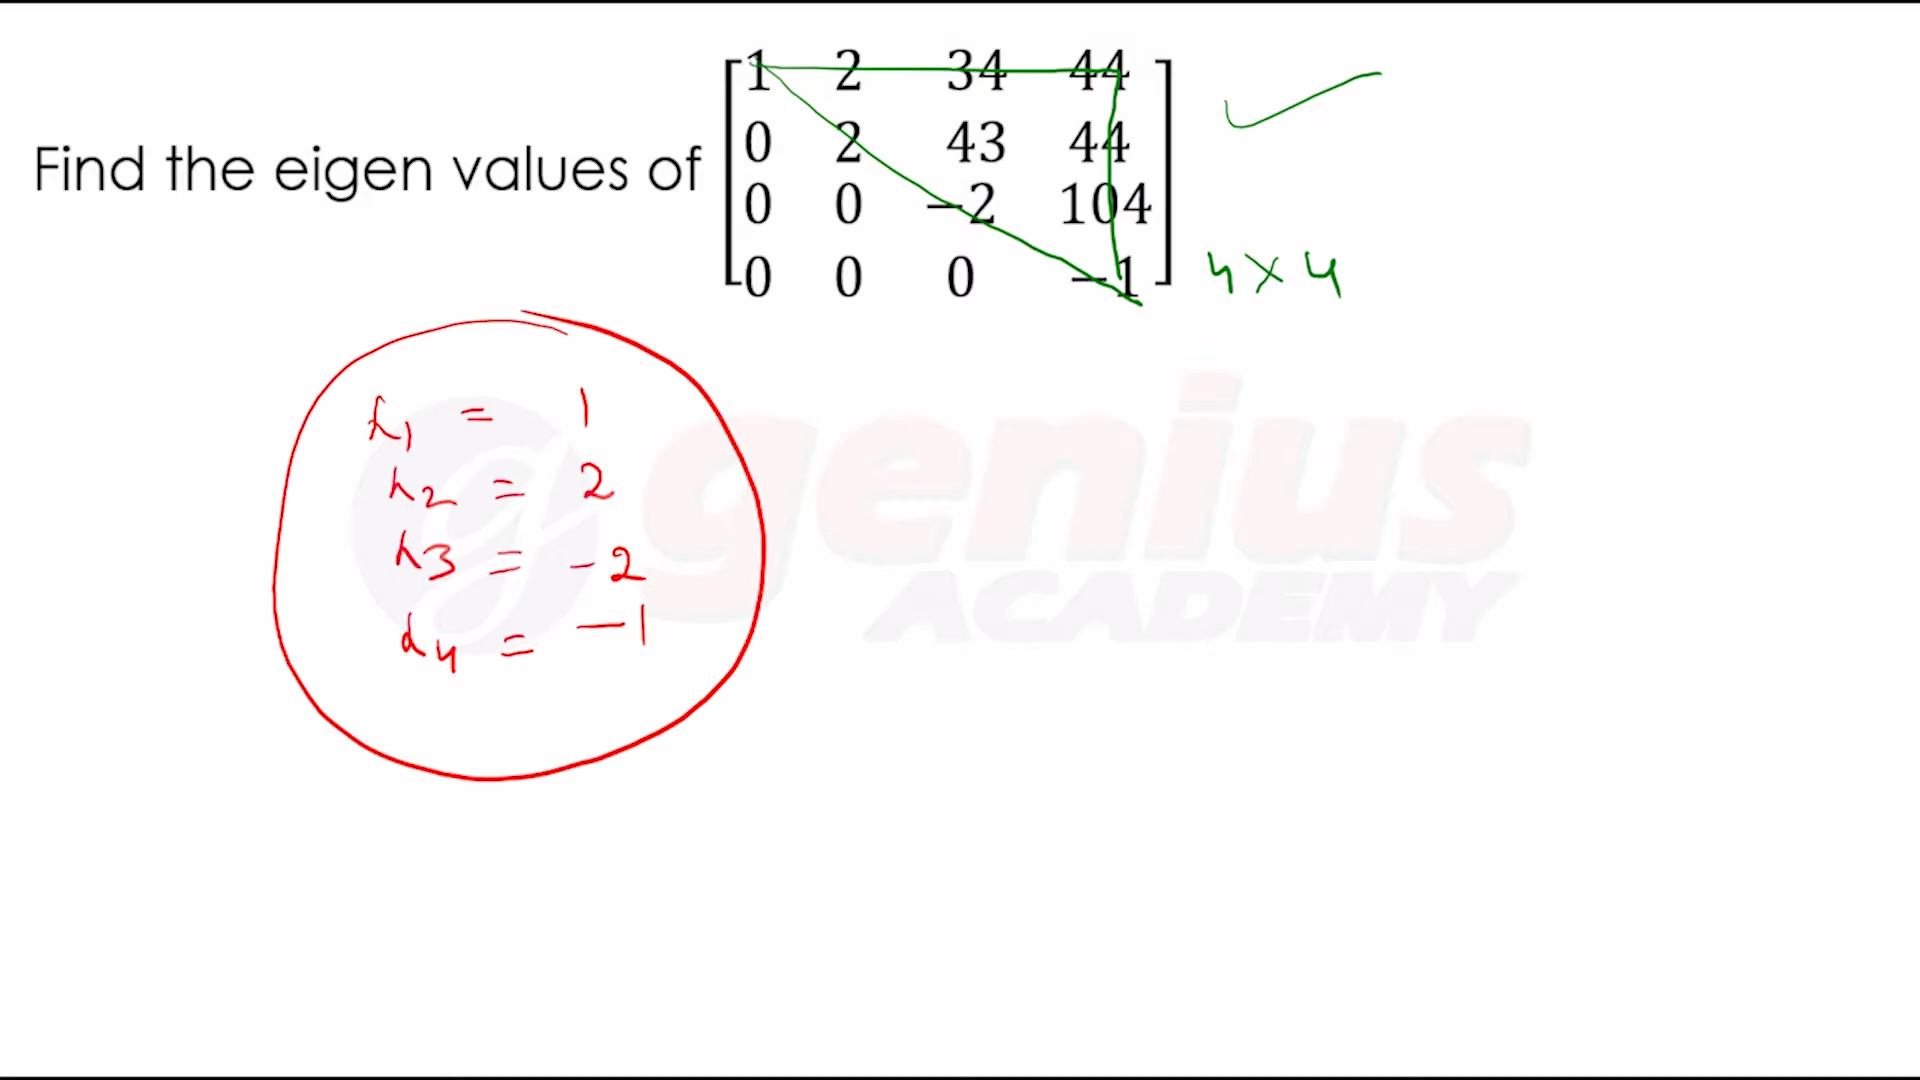 Find the eigen values of
1 2 34 44
0 2 43 44
0 0 −2 104
0 0 0 −1
4 × 4
λ1 = 1
λ2 = 2
λ3 = -2
λ4 = -1
genius
ACADEMY